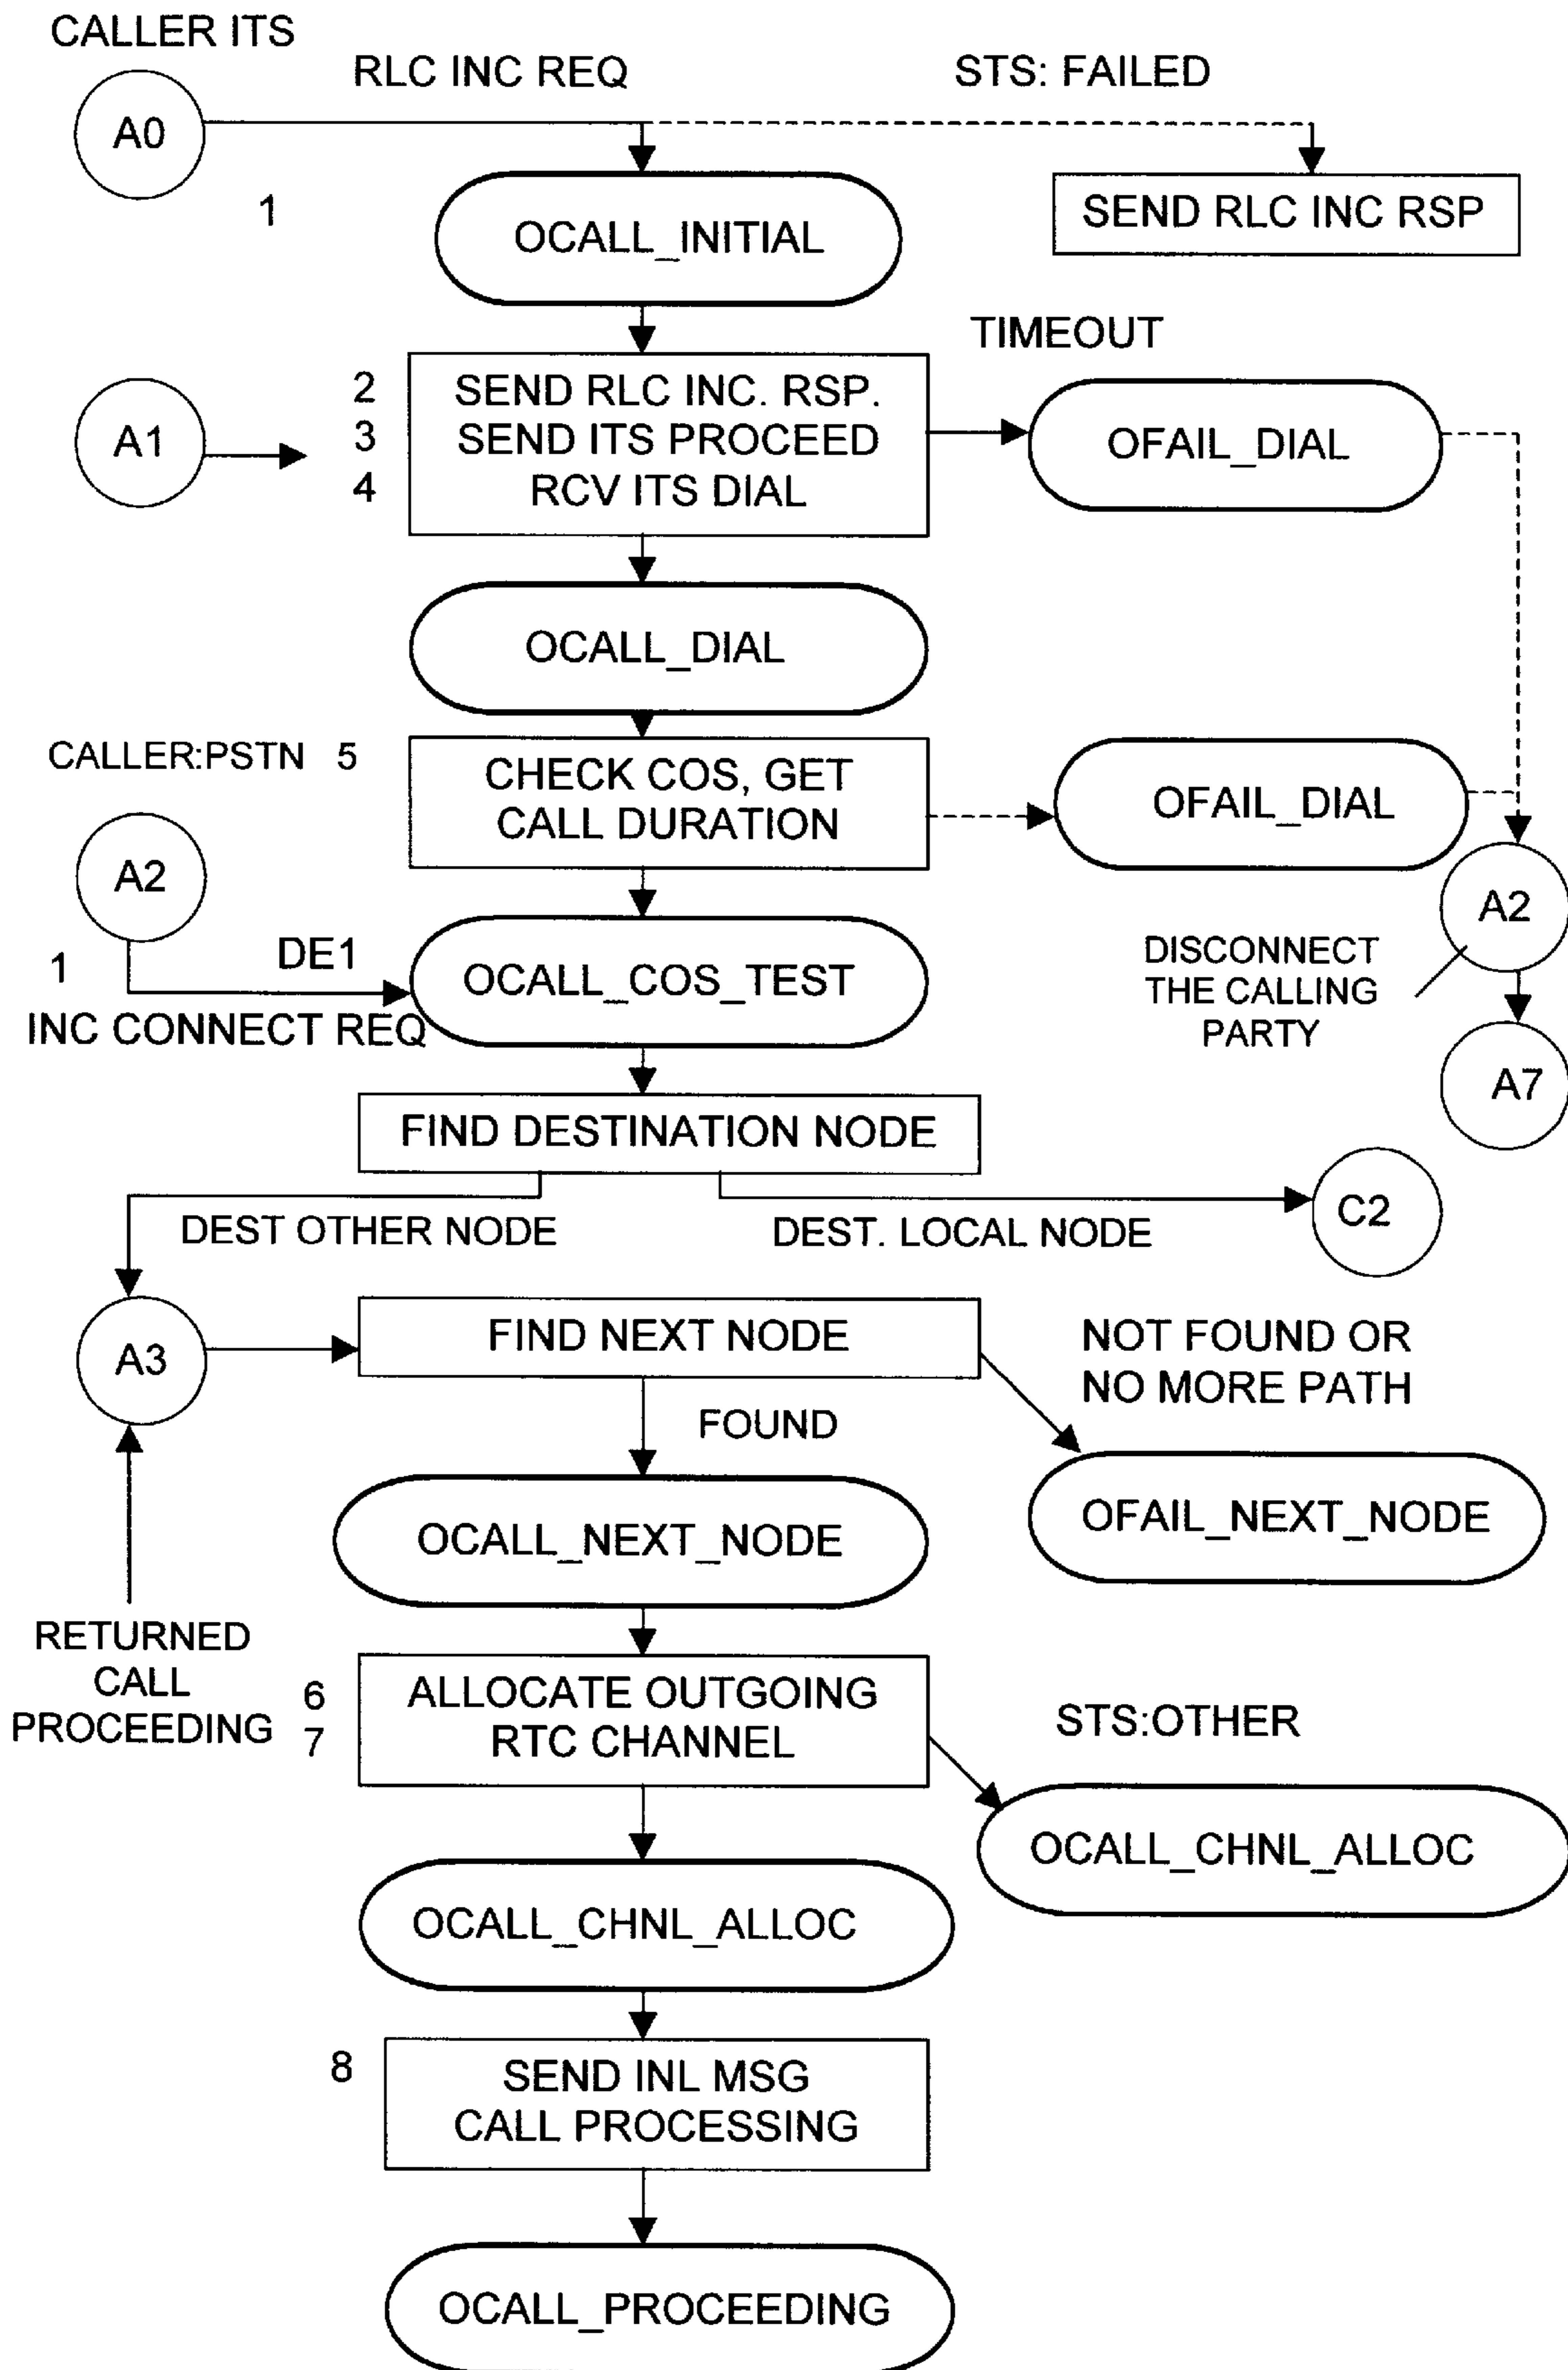 CALLER ITS
RLC INC REQ
STS: FAILED
A0
1
OCALL_INITIAL
SEND RLC INC RSP
TIMEOUT
A1
2
3
4
SEND RLC INC. RSP.
SEND ITS PROCEED
RCV ITS DIAL
OFAIL_DIAL
OCALL_DIAL
CALLER:PSTN 5
CHECK COS, GET
CALL DURATION
OFAIL_DIAL
A2
A2
1
DE1
INC CONNECT REQ
OCALL_COS_TEST
DISCONNECT
THE CALLING
PARTY
A7
FIND DESTINATION NODE
DEST OTHER NODE
DEST. LOCAL NODE
C2
A3
FIND NEXT NODE
NOT FOUND OR
NO MORE PATH
FOUND
OCALL_NEXT_NODE
OFAIL_NEXT_NODE
RETURNED
CALL
PROCEEDING
6
7
ALLOCATE OUTGOING
RTC CHANNEL
STS:OTHER
OCALL_CHNL_ALLOC
OCALL_CHNL_ALLOC
8
SEND INL MSG
CALL PROCESSING
OCALL_PROCEEDING